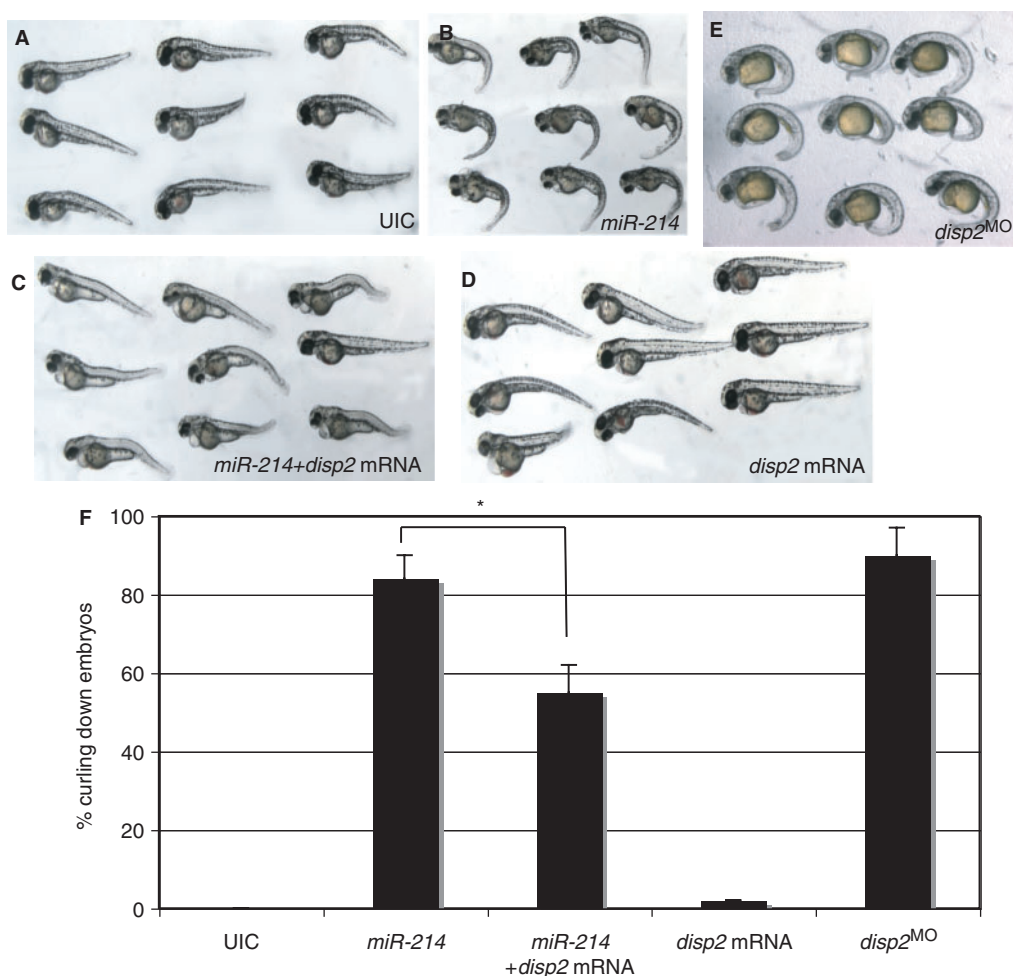 A
UIC
B
miR-214
E
disp2MO
C
miR-214+disp2 mRNA
D
disp2 mRNA
F
*
% curling down embryos
100
80
60
40
20
0
UIC
miR-214
miR-214
+disp2 mRNA
disp2 mRNA
disp2MO